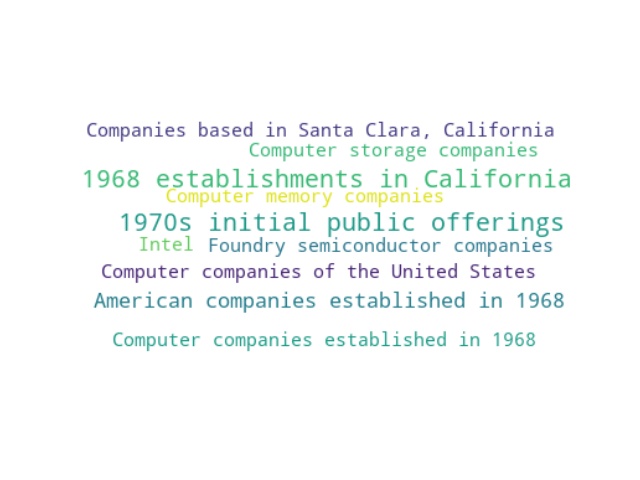 Companies based in Santa Clara, California
Computer storage companies
1968 establishments in California
Computer memory companies
1970s initial public offerings
Intel
Foundry semiconductor companies
Computer companies of the United States
American companies established in 1968
Computer companies established in 1968